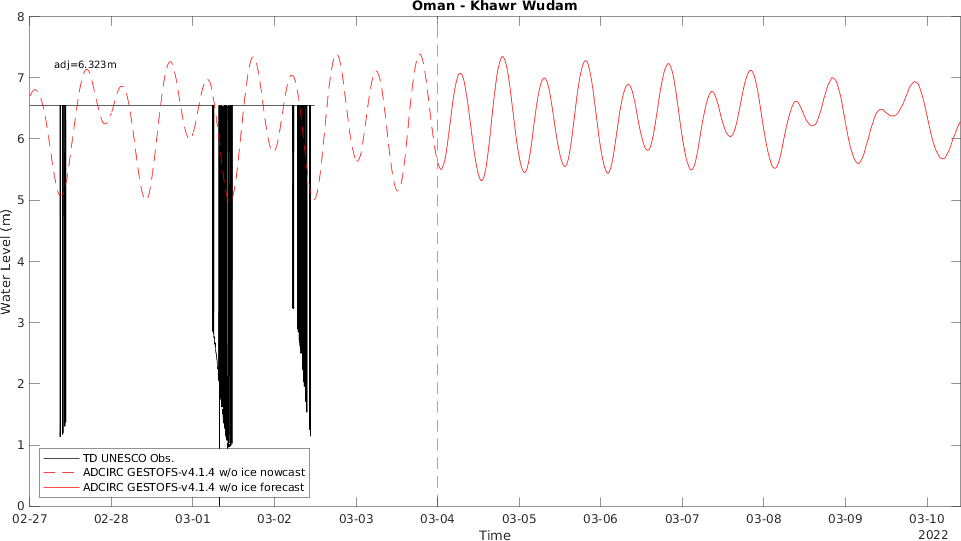 Oman - Khawr Wudam
adj=6.323m
8
7
6
5
4
3
2
1
0
Water Level (m)
TD UNESCO Obs.
ADCIRC GESTOFS-v4.1.4 w/o ice nowcast
ADCIRC GESTOFS-v4.1.4 w/o ice forecast
02-27 02-28 03-01 03-02 03-03 03-04 03-05 03-06 03-07 03-08 03-09 03-10
Time
2022